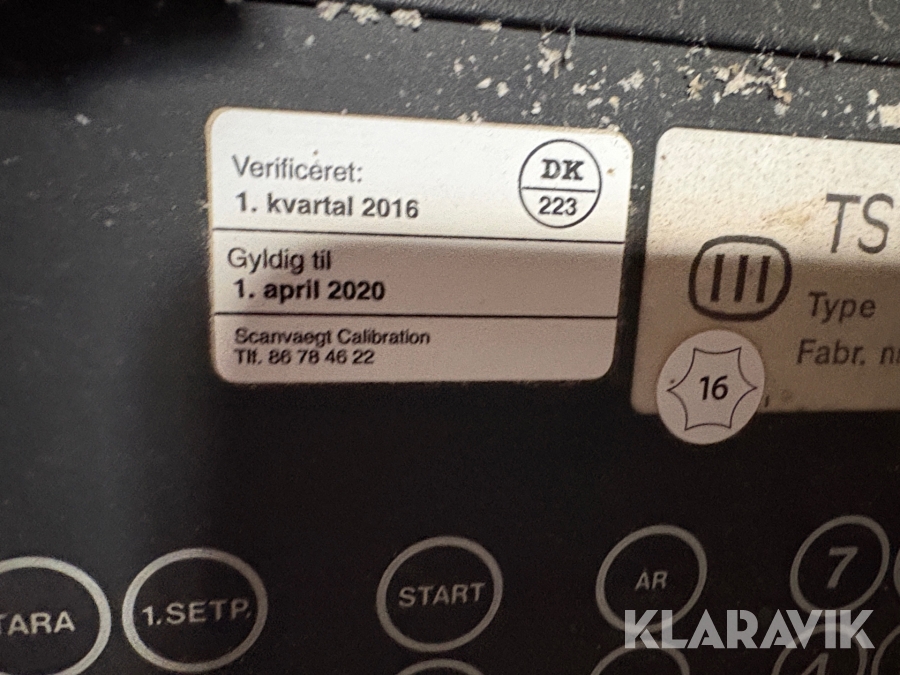 Verificeret:
1. kvartal 2016
DK
223
Gyldig til
1. april 2020
Scanvaegt Calibration
Tlf. 86 78 46 22
TS
III
Type
Fabr.
16
TARA
1.SETP.
START
AR
7
KLARAVIK